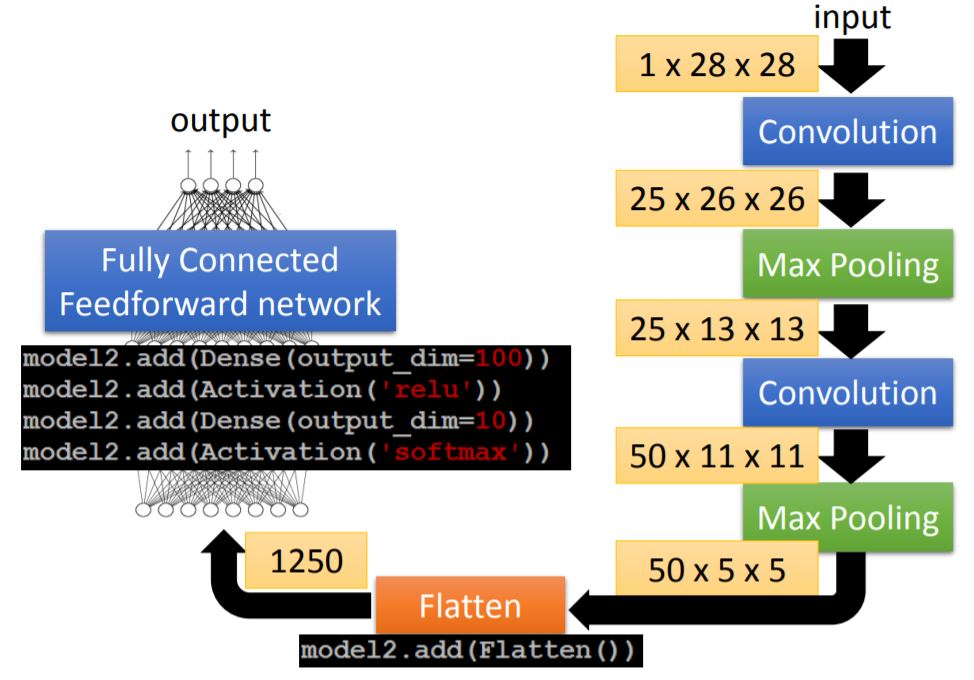 input
1 x 28 x 28
Convolution
25 x 26 x 26
Max Pooling
25 x 13 x 13
Convolution
50 x 11 x 11
Max Pooling
50 x 5 x 5
Flatten
model2.add(Flatten())
1250
output
Fully Connected
Feedforward network
model2.add(Dense(output_dim=100))
model2.add(Activation('relu'))
model2.add(Dense(output_dim=10))
model2.add(Activation('softmax'))